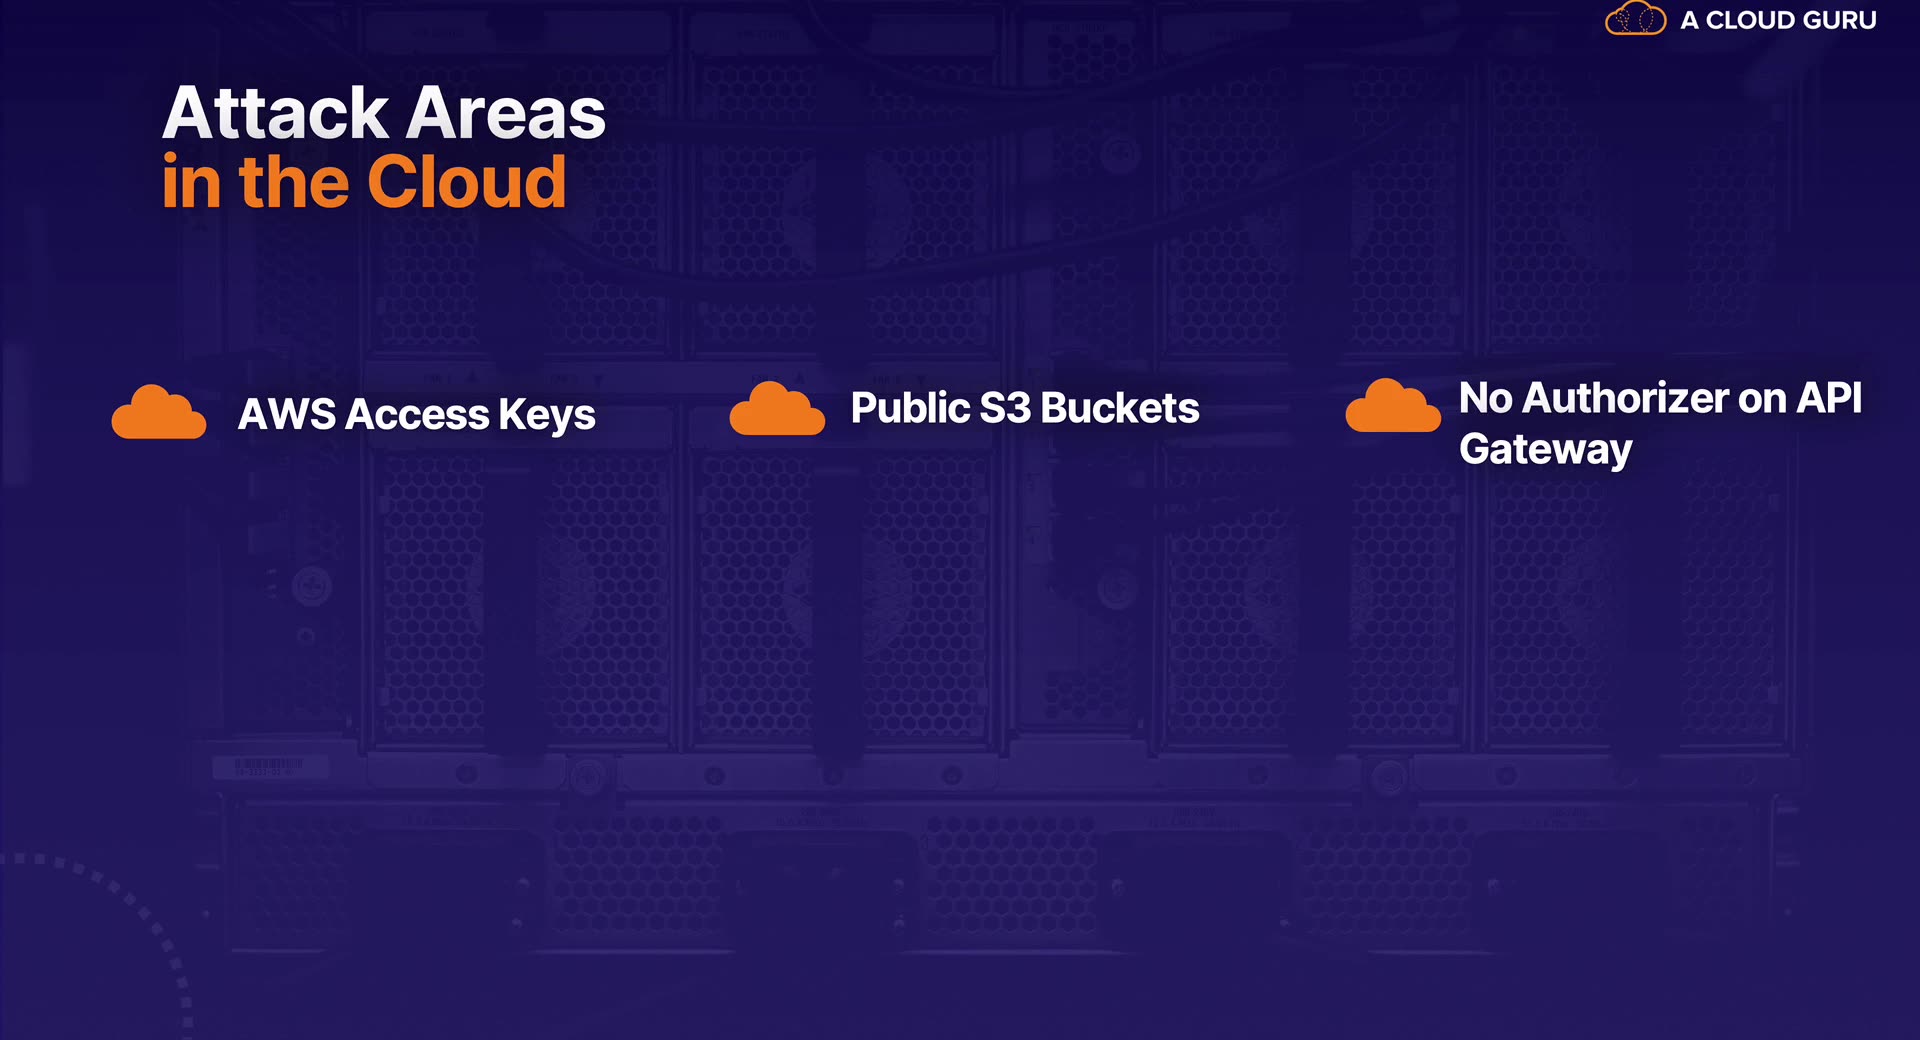 A CLOUD GURU
Attack Areas
in the Cloud
AWS Access Keys
Public S3 Buckets
No Authorizer on API
Gateway